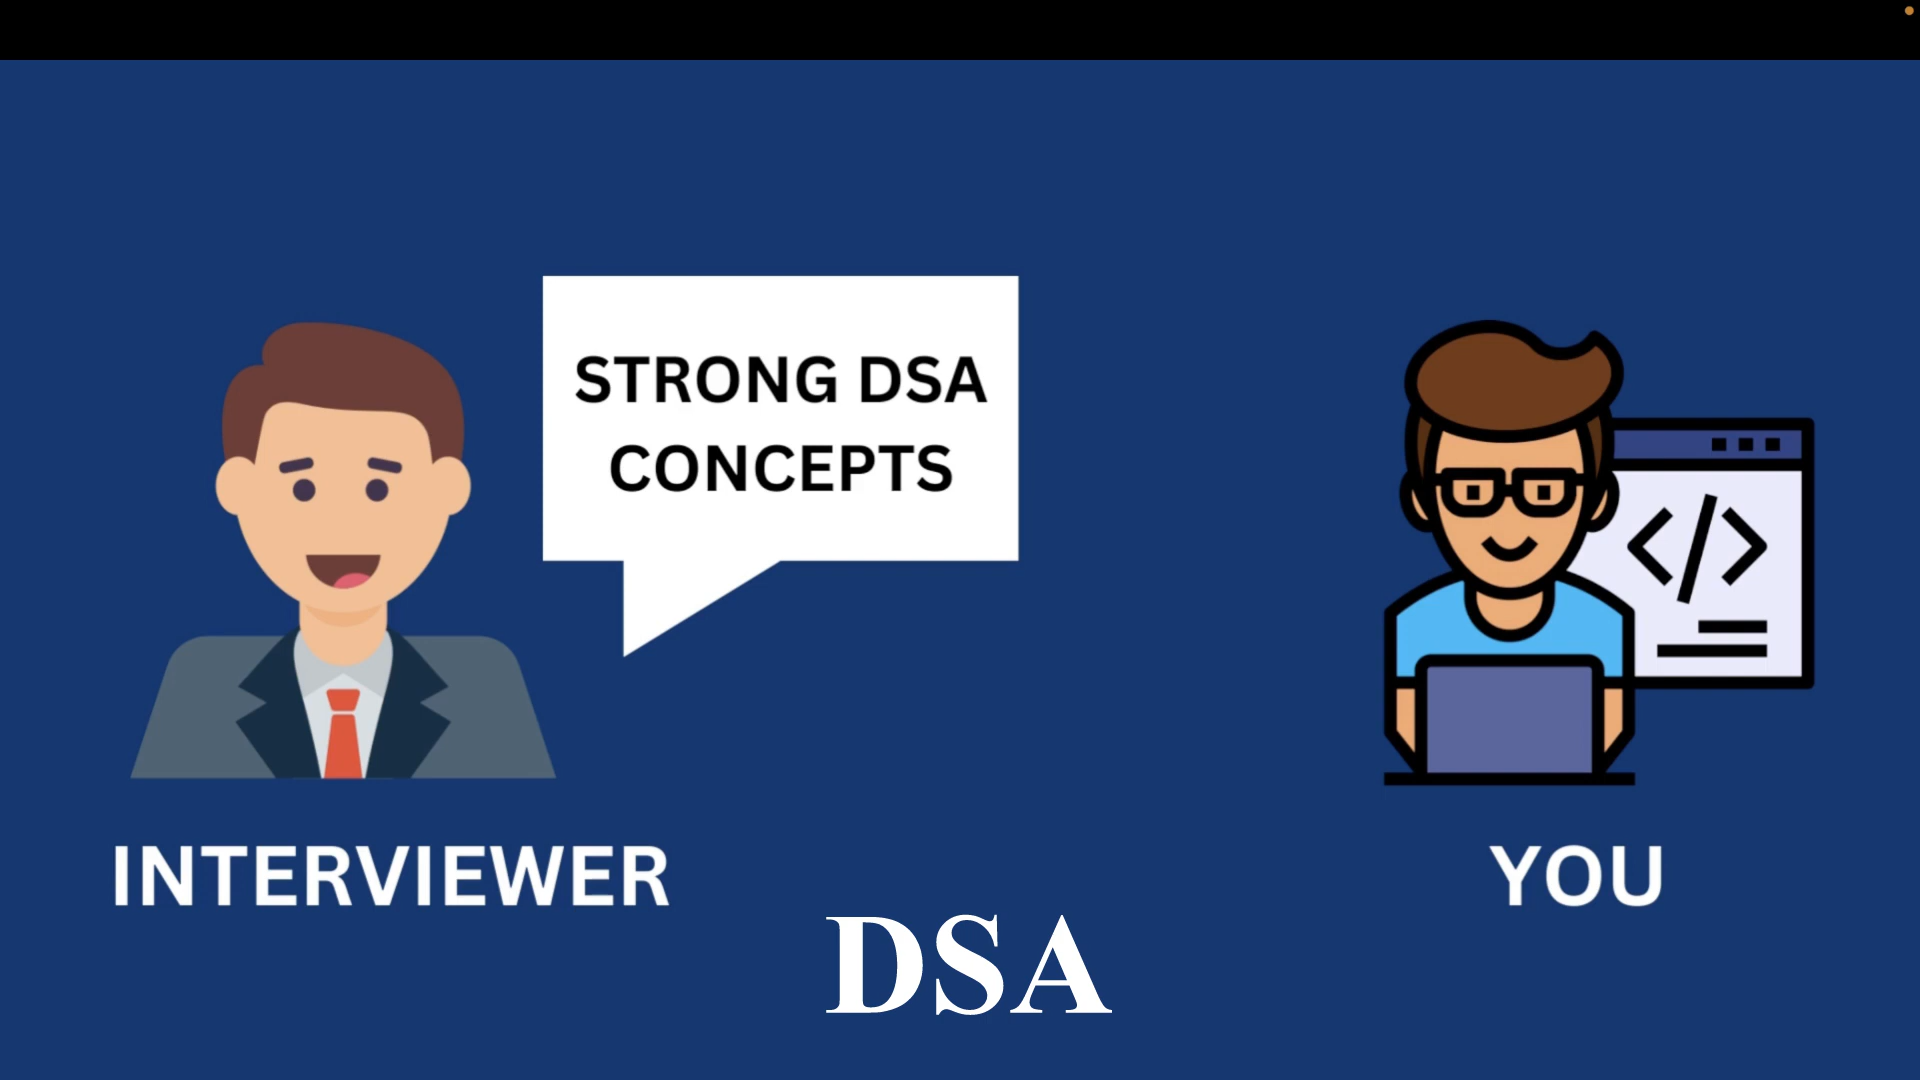 STRONG DSA
CONCEPTS
</>
INTERVIEWER
YOU
DSA